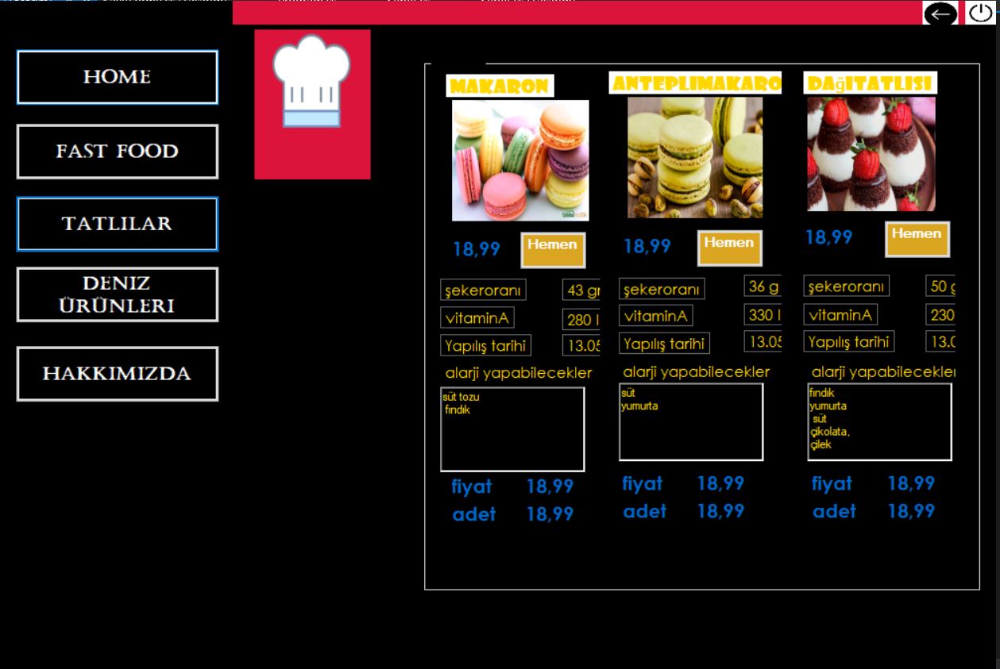 HOME
FAST FOOD
TATLILAR
DENIZ
ÜRÜNLERI
HAKKIMIZDA
MAKARON
18,99
Hemen
şekeroranı
43 gr
vitaminA
280 I
Yapılış tarihi
13.05
alarji yapabilecekler
süt tozu
fındık
fiyat 18,99
adet 18,99
ANTEPLIMAKARO
18,99
Hemen
şekeroranı
36 g
vitaminA
330 I
Yapılış tarihi
13.05
alarji yapabilecekler
süt
yumurta
fiyat 18,99
adet 18,99
DAğITATLISI
18,99
Hemen
şekeroranı
50 g
vitaminA
230
Yapılış tarihi
13.0
alarji yapabilecekler
fındık
yumurta
süt
çikolata,
çilek
fiyat 18,99
adet 18,99